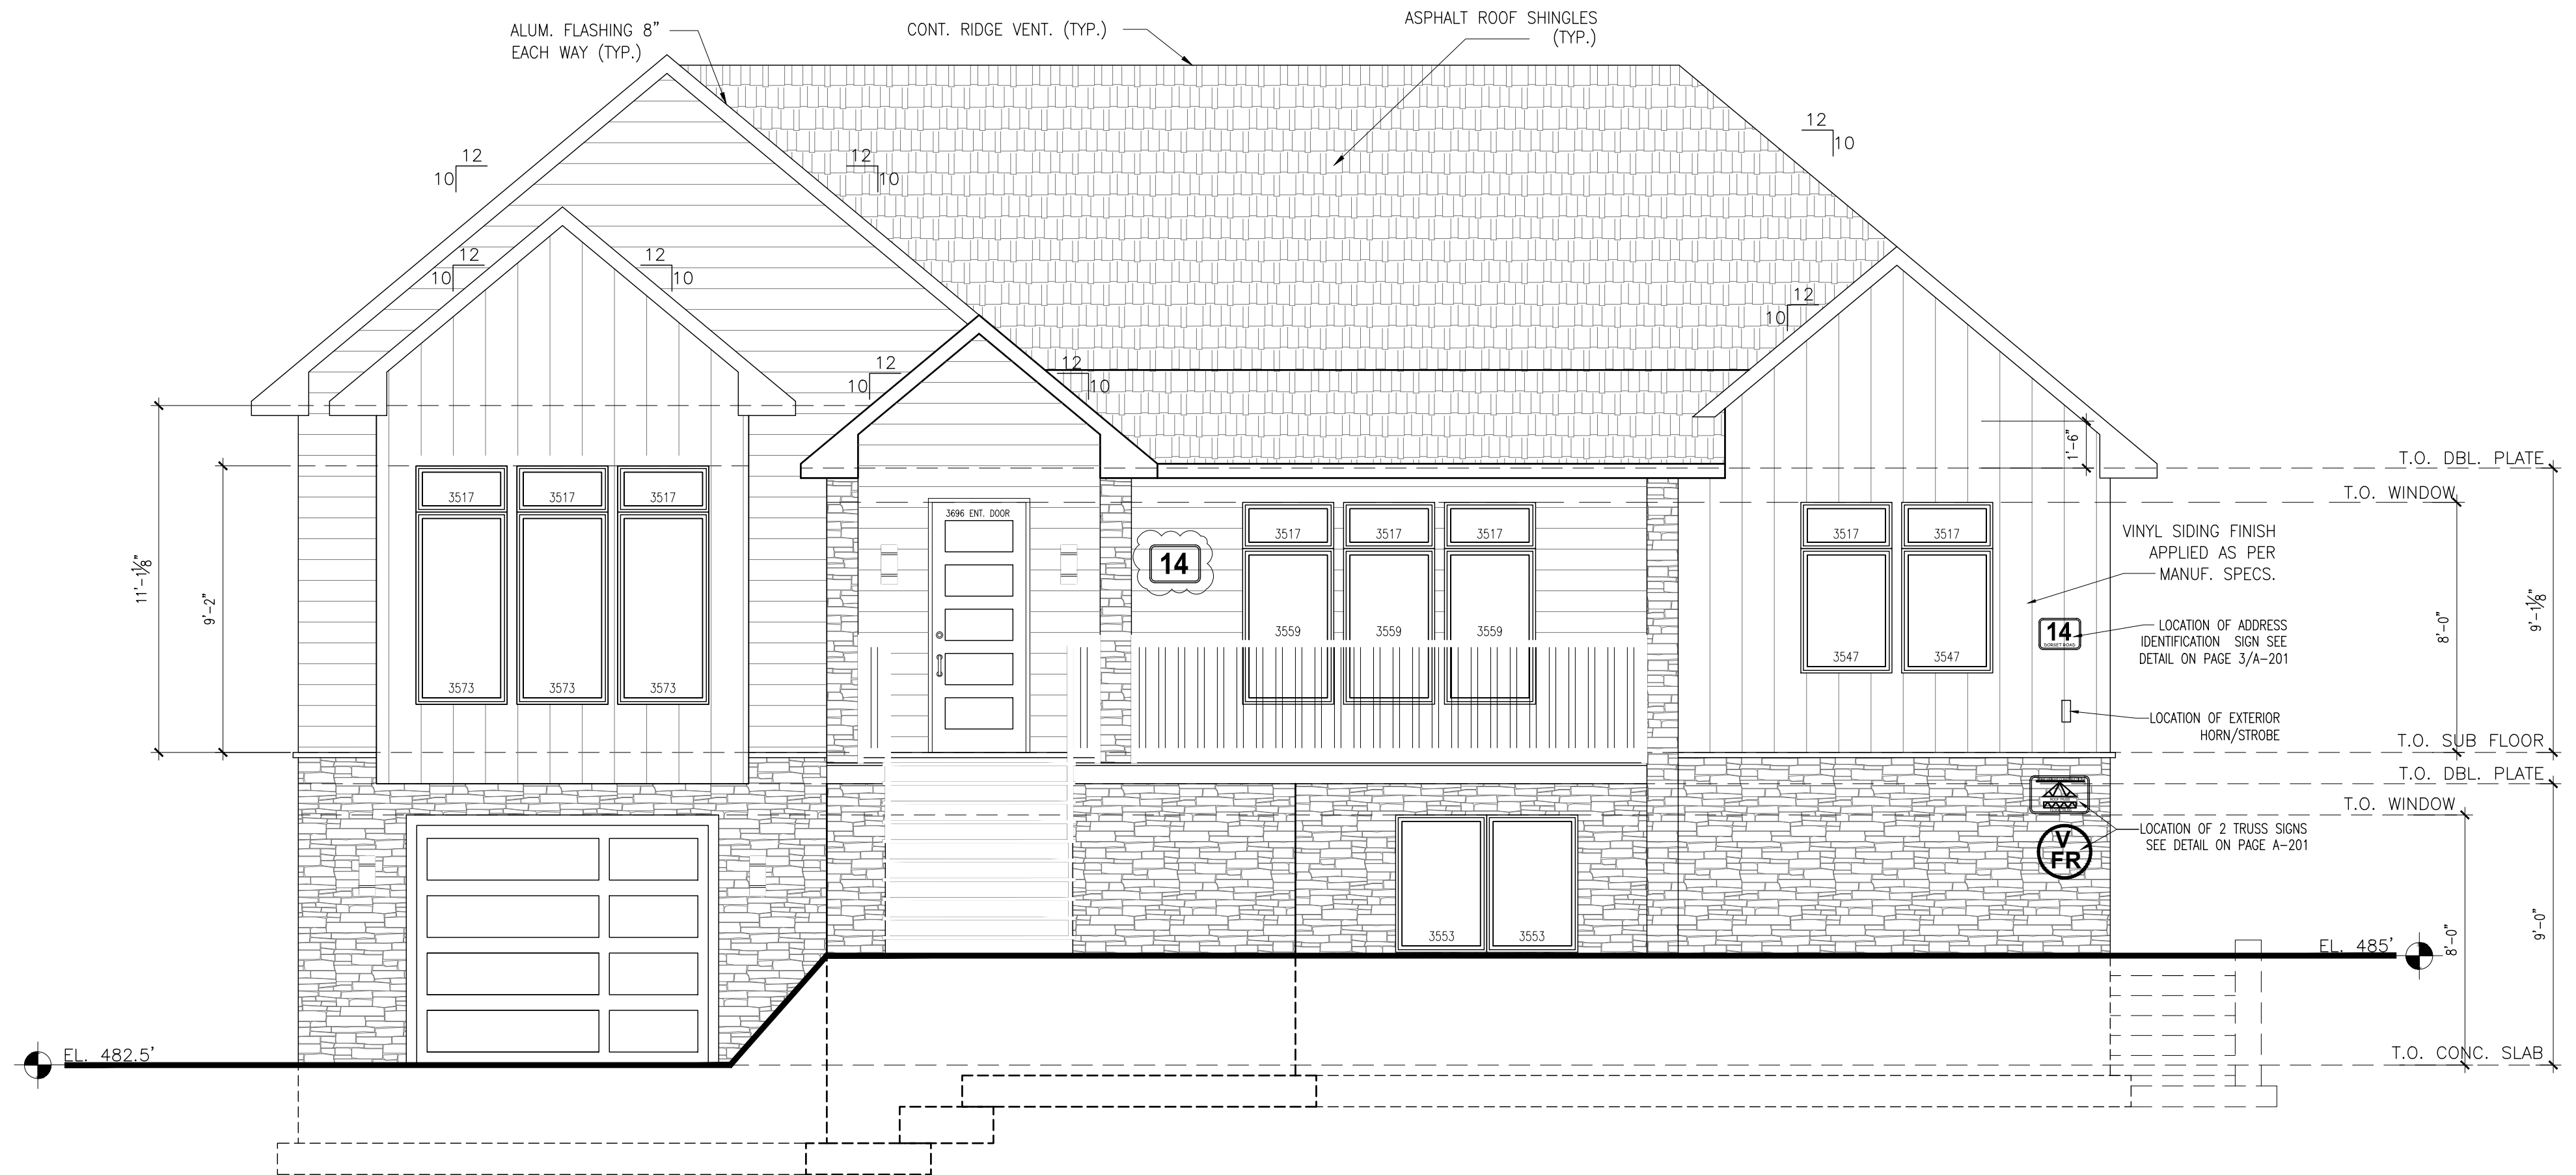 ALUM. FLASHING 8"
EACH WAY (TYP.)
CONT. RIDGE VENT. (TYP.)
ASPHALT ROOF SHINGLES
(TYP.)
12
10
12
10
12
10
12
10
12
10
12
10
12
10
12
10
11'-1⅛"
9'-2"
3517
3517
3517
3573
3573
3573
3696 ENT. DOOR
14
3517
3517
3517
3559
3559
3559
3517
3517
3547
3547
1'-6"
T.O. DBL. PLATE
T.O. WINDOW
VINYL SIDING FINISH
APPLIED AS PER
MANUF. SPECS.
14
DORSET ROAD
LOCATION OF ADDRESS
IDENTIFICATION SIGN SEE
DETAIL ON PAGE 3/A-201
8'-0"
9'-1⅛"
LOCATION OF EXTERIOR
HORN/STROBE
T.O. SUB FLOOR
T.O. DBL. PLATE
T.O. WINDOW
V
FR
LOCATION OF 2 TRUSS SIGNS
SEE DETAIL ON PAGE A-201
3553
3553
EL. 485'
8'-0"
9'-0"
EL. 482.5'
T.O. CONC. SLAB